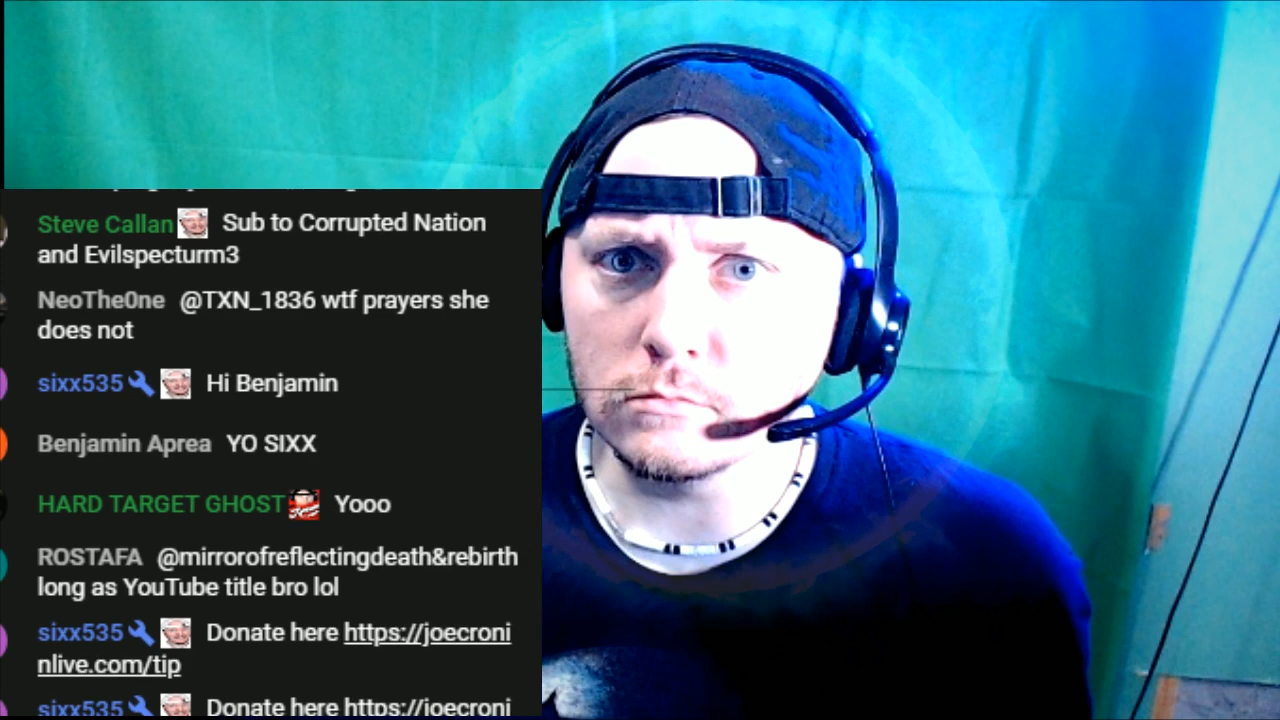 Steve Callan Sub to Corrupted Nation
and Evilspecturm3
NeoThe0ne @TXN_1836 wtf prayers she
does not
sixx535 Hi Benjamin
Benjamin Aprea YO SIXX
HARD TARGET GHOST Yooo
ROSTAFA @mirrorofreflectingdeath&rebirth
long as YouTube title bro lol
sixx535 Donate here https://joecroni
nlive.com/tip
sixx535 Donate here https://joecroni